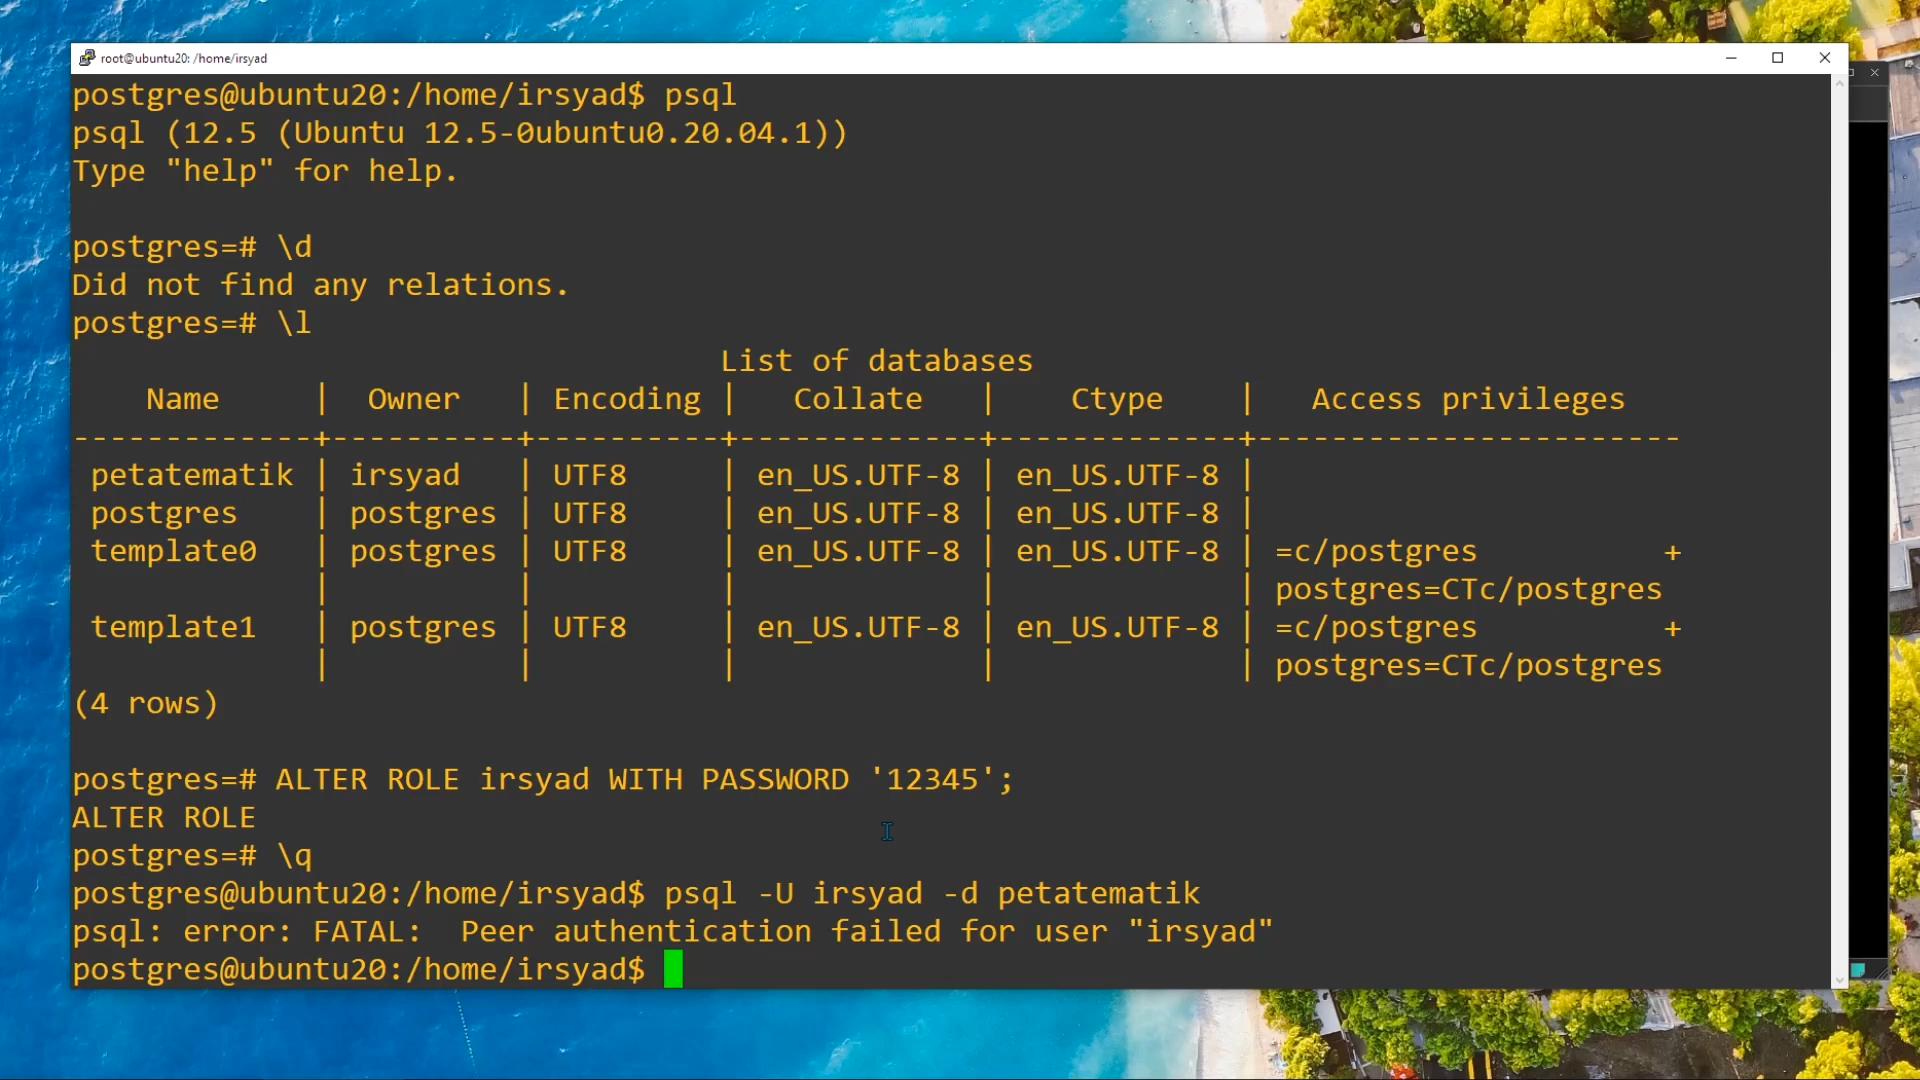 root@ubuntu20: /home/irsyad
postgres@ubuntu20:/home/irsyad$ psql
psql (12.5 (Ubuntu 12.5-0ubuntu0.20.04.1))
Type "help" for help.
postgres=# \d
Did not find any relations.
postgres=# \l
List of databases
Name | Owner | Encoding | Collate | Ctype | Access privileges
-------------+----------+----------+-------------+-------------+-----------------------
petatematik | irsyad | UTF8 | en_US.UTF-8 | en_US.UTF-8 |
postgres | postgres | UTF8 | en_US.UTF-8 | en_US.UTF-8 |
template0 | postgres | UTF8 | en_US.UTF-8 | en_US.UTF-8 | =c/postgres +
| | | | | postgres=CTc/postgres
template1 | postgres | UTF8 | en_US.UTF-8 | en_US.UTF-8 | =c/postgres +
| | | | | postgres=CTc/postgres
(4 rows)
postgres=# ALTER ROLE irsyad WITH PASSWORD '12345';
ALTER ROLE
postgres=# \q
postgres@ubuntu20:/home/irsyad$ psql -U irsyad -d petatematik
psql: error: FATAL:  Peer authentication failed for user "irsyad"
postgres@ubuntu20:/home/irsyad$